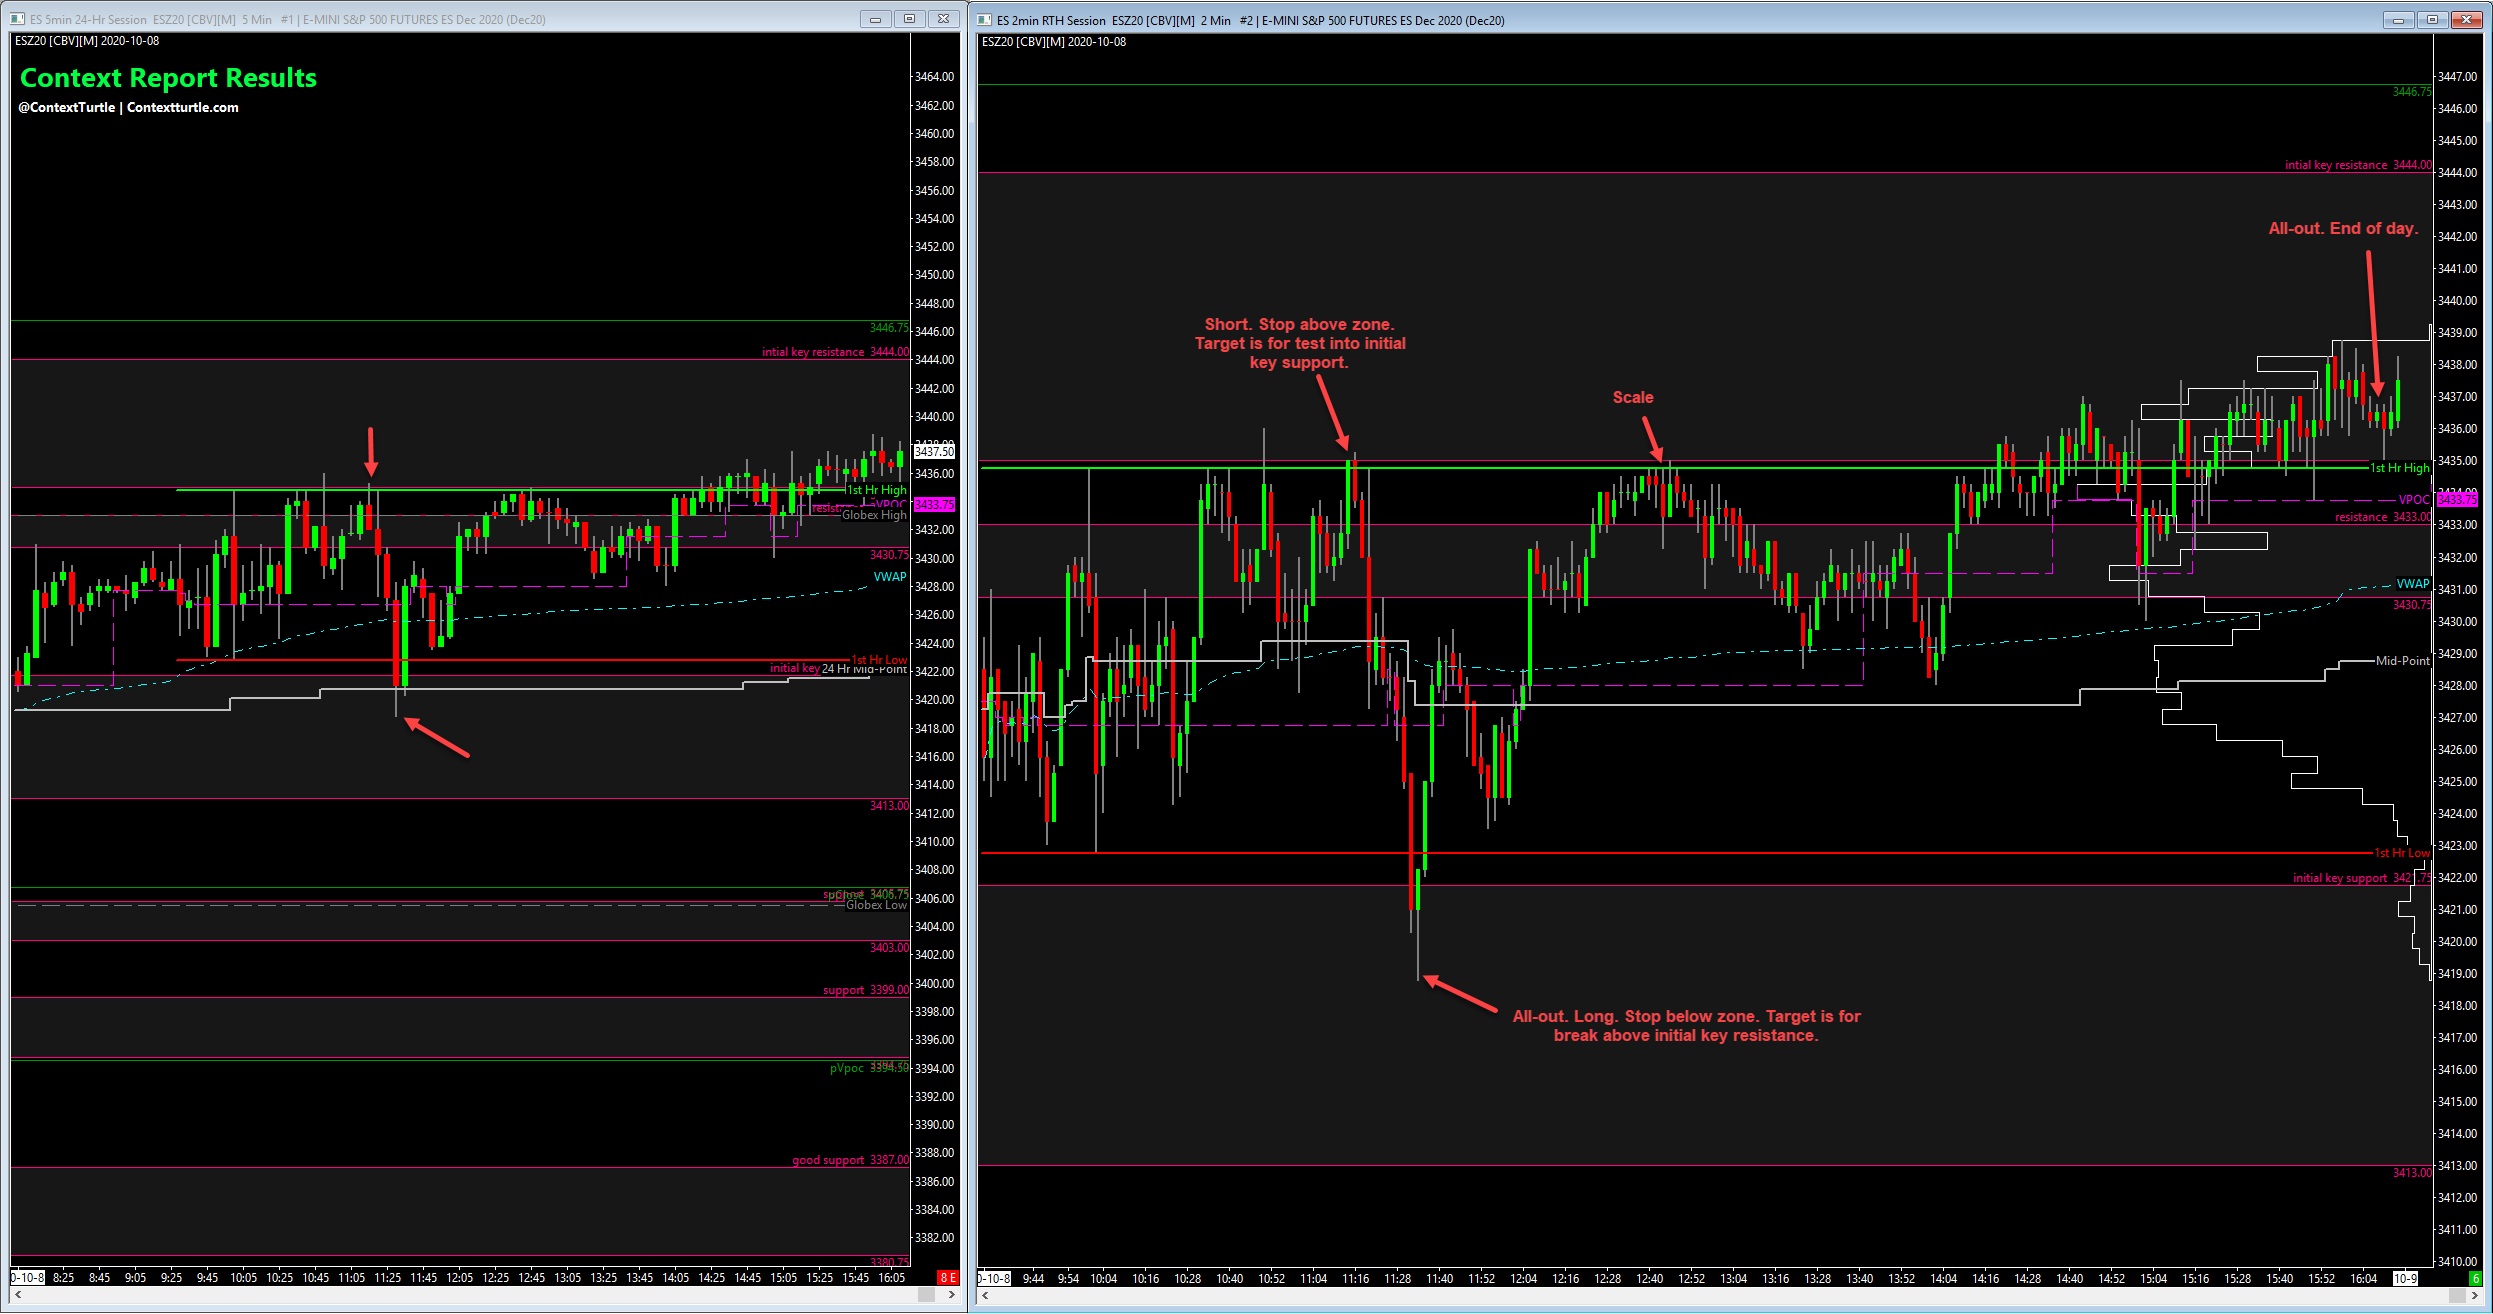 ES 5min 24-Hr Session ESZ20 [CBV][M] 5 Min #1 | E-MINI S&P 500 FUTURES ES Dec 2020 (Dec20)
ESZ20 [CBV][M] 2020-10-08
Context Report Results
@ContextTurtle | Contextturtle.com
3464.00
3462.00
3460.00
3458.00
3456.00
3454.00
3452.00
3450.00
3448.00
3446.75
3446.00
intial key resistance 3444.00
3444.00
3442.00
3440.00
3438.00
3437.50
3436.00
1st Hr High
VPOC
3433.75
Globex High
3432.00
3430.75
3430.00
VWAP
3428.00
3426.00
3424.00
1st Hr Low
initial key
24 Hr Mid-Point
3422.00
3420.00
3418.00
3416.00
3414.00
3413.00
3412.00
3410.00
3408.00
3406.00
Globex Low
3404.00
3403.00
3402.00
3400.00
support 3399.00
3398.00
3396.00
pVpoc
3394.00
3392.00
3390.00
3388.00
good support 3387.00
3386.00
3384.00
3382.00
3380.75
0-10-8 8:25 8:45 9:05 9:25 9:45 10:05 10:25 10:45 11:05 11:25 11:45 12:05 12:25 12:45 13:05 13:25 13:45 14:05 14:25 14:45 15:05 15:25 15:45 16:05 8 E
ES 2min RTH Session ESZ20 [CBV][M] 2 Min #2 | E-MINI S&P 500 FUTURES ES Dec 2020 (Dec20)
ESZ20 [CBV][M] 2020-10-08
3447.00
3446.75
3446.00
3445.00
intial key resistance 3444.00
3444.00
3443.00
All-out. End of day.
3442.00
3441.00
3440.00
Short. Stop above zone.
Target is for test into initial
key support.
3439.00
3438.00
Scale
3437.00
3436.00
3435.00
1st Hr High
3434.00
VPOC
3433.75
resistance 3433.00
3433.00
3432.00
VWAP
3431.00
3430.75
3430.00
3429.00
Mid-Point
3428.00
3427.00
3426.00
3425.00
3424.00
3423.00
1st Hr Low
initial key support 3421.75
3422.00
3421.00
3420.00
3419.00
3418.00
All-out. Long. Stop below zone. Target is for
break above initial key resistance.
3417.00
3416.00
3415.00
3414.00
3413.00
3413.00
3412.00
3411.00
3410.00
0-10-8 9:44 9:54 10:04 10:16 10:28 10:40 10:52 11:04 11:16 11:28 11:40 11:52 12:04 12:16 12:28 12:40 12:52 13:04 13:16 13:28 13:40 13:52 14:04 14:16 14:28 14:40 14:52 15:04 15:16 15:28 15:40 15:52 16:04 10-9 6